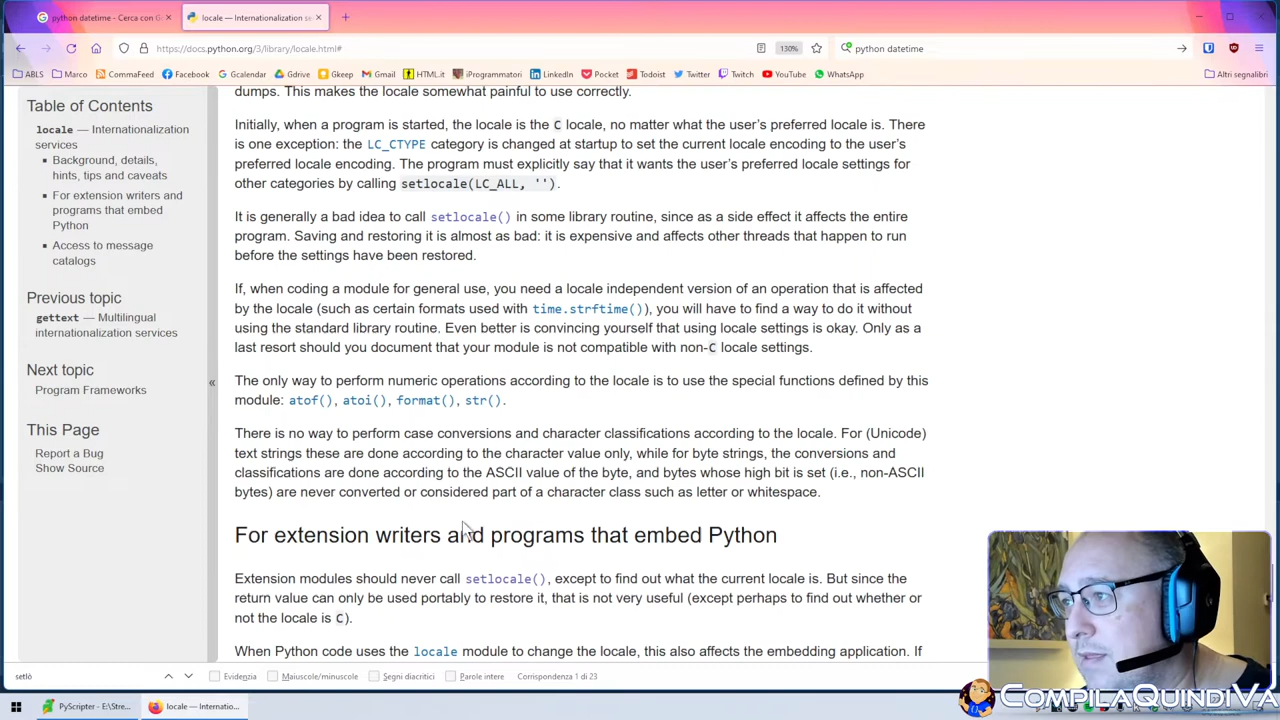 python datetime - Cerca con G
locale — Internationalization se
https://docs.python.org/3/library/locale.html#
130%
python datetime
ABLS
Marco
CommaFeed
Facebook
Gcalendar
Gdrive
Gkeep
Gmail
HTML.it
iProgrammatori
LinkedIn
Pocket
Todoist
Twitter
Twitch
YouTube
WhatsApp
Altri segnalibri
Table of Contents
locale — Internationalization
services
Background, details,
hints, tips and caveats
For extension writers and
programs that embed
Python
Access to message
catalogs
Previous topic
gettext — Multilingual
internationalization services
Next topic
Program Frameworks
This Page
Report a Bug
Show Source
«
dumps. This makes the locale somewhat painful to use correctly.
Initially, when a program is started, the locale is the C locale, no matter what the user's preferred locale is. There
is one exception: the LC_CTYPE category is changed at startup to set the current locale encoding to the user's
preferred locale encoding. The program must explicitly say that it wants the user's preferred locale settings for
other categories by calling setlocale(LC_ALL, '').
It is generally a bad idea to call setlocale() in some library routine, since as a side effect it affects the entire
program. Saving and restoring it is almost as bad: it is expensive and affects other threads that happen to run
before the settings have been restored.
If, when coding a module for general use, you need a locale independent version of an operation that is affected
by the locale (such as certain formats used with time.strftime()), you will have to find a way to do it without
using the standard library routine. Even better is convincing yourself that using locale settings is okay. Only as a
last resort should you document that your module is not compatible with non-C locale settings.
The only way to perform numeric operations according to the locale is to use the special functions defined by this
module: atof(), atoi(), format(), str().
There is no way to perform case conversions and character classifications according to the locale. For (Unicode)
text strings these are done according to the character value only, while for byte strings, the conversions and
classifications are done according to the ASCII value of the byte, and bytes whose high bit is set (i.e., non-ASCII
bytes) are never converted or considered part of a character class such as letter or whitespace.
For extension writers and programs that embed Python
Extension modules should never call setlocale(), except to find out what the current locale is. But since the
return value can only be used portably to restore it, that is not very useful (except perhaps to find out whether or
not the locale is C).
When Python code uses the locale module to change the locale, this also affects the embedding application. If
setlò
Evidenzia
Maiuscole/minuscole
Segni diacritici
Parole intere
Corrispondenza 1 di 23
PyScripter - E:\Stre...
locale — Internatio...
COMPILAQUINDIVA